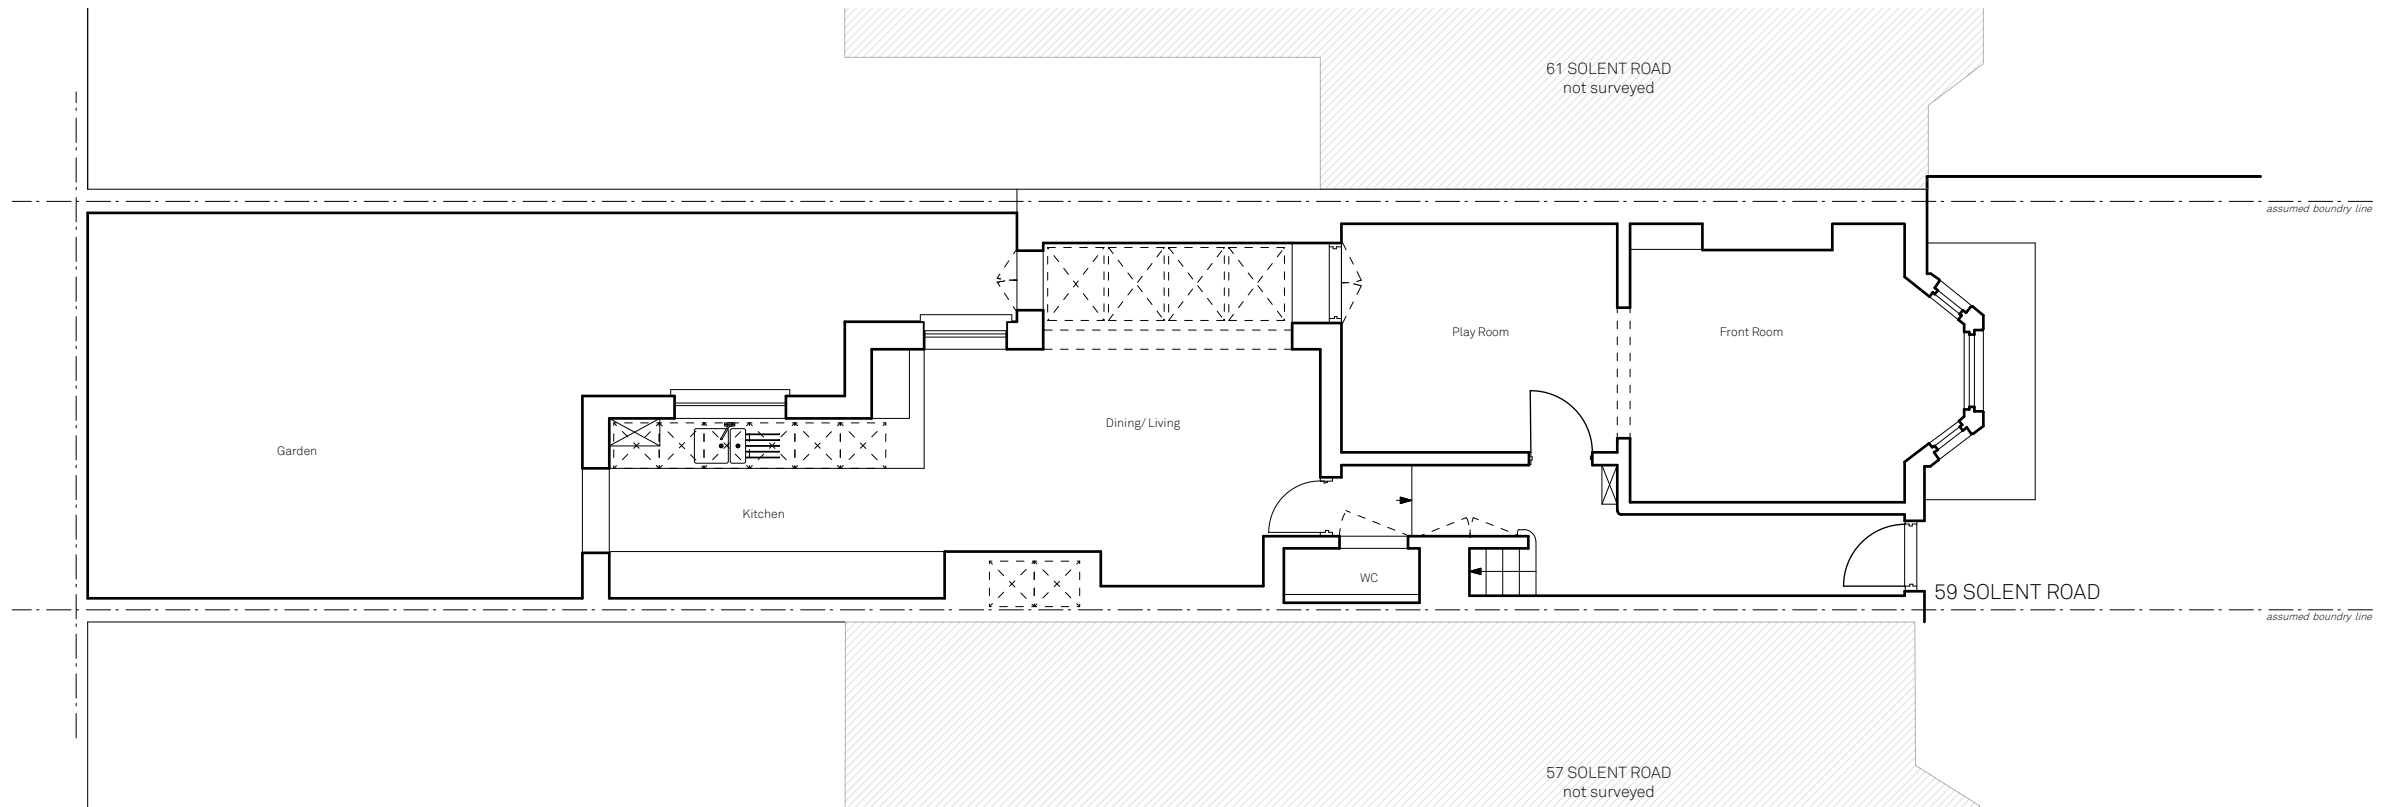 61 SOLENT ROAD
not surveyed
assumed boundry line
Play Room
Front Room
Dining/ Living
Garden
Kitchen
WC
59 SOLENT ROAD
assumed boundry line
57 SOLENT ROAD
not surveyed